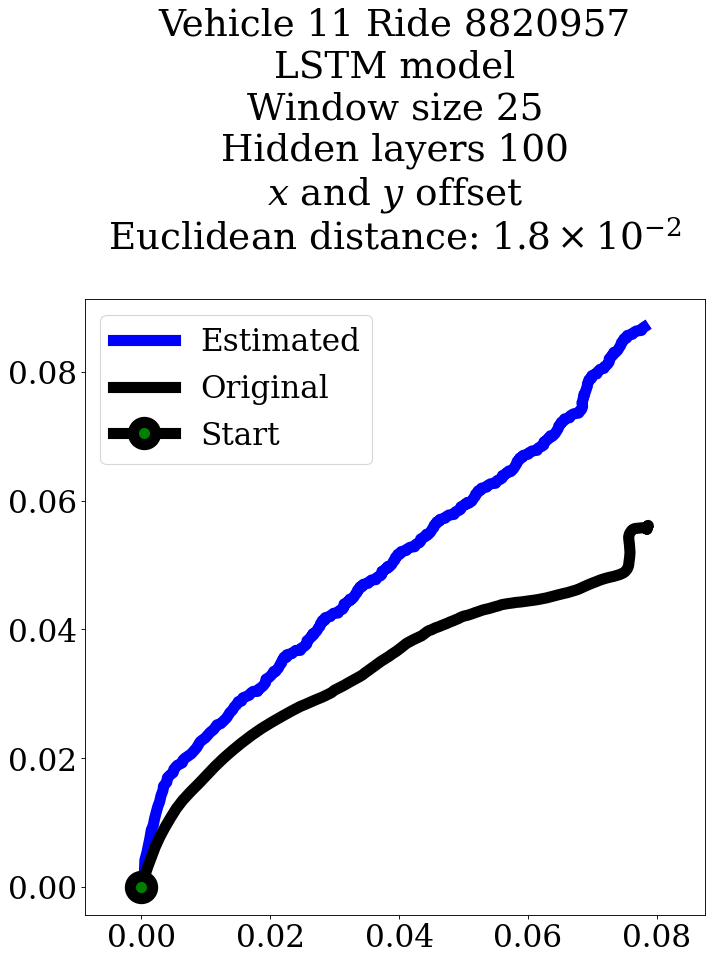 Vehicle 11 Ride 8820957
LSTM model
Window size 25
Hidden layers 100
x and y offset
Euclidean distance: 1.8 × 10⁻²
Estimated
Original
Start
0.08
0.06
0.04
0.02
0.00
0.00 0.02 0.04 0.06 0.08